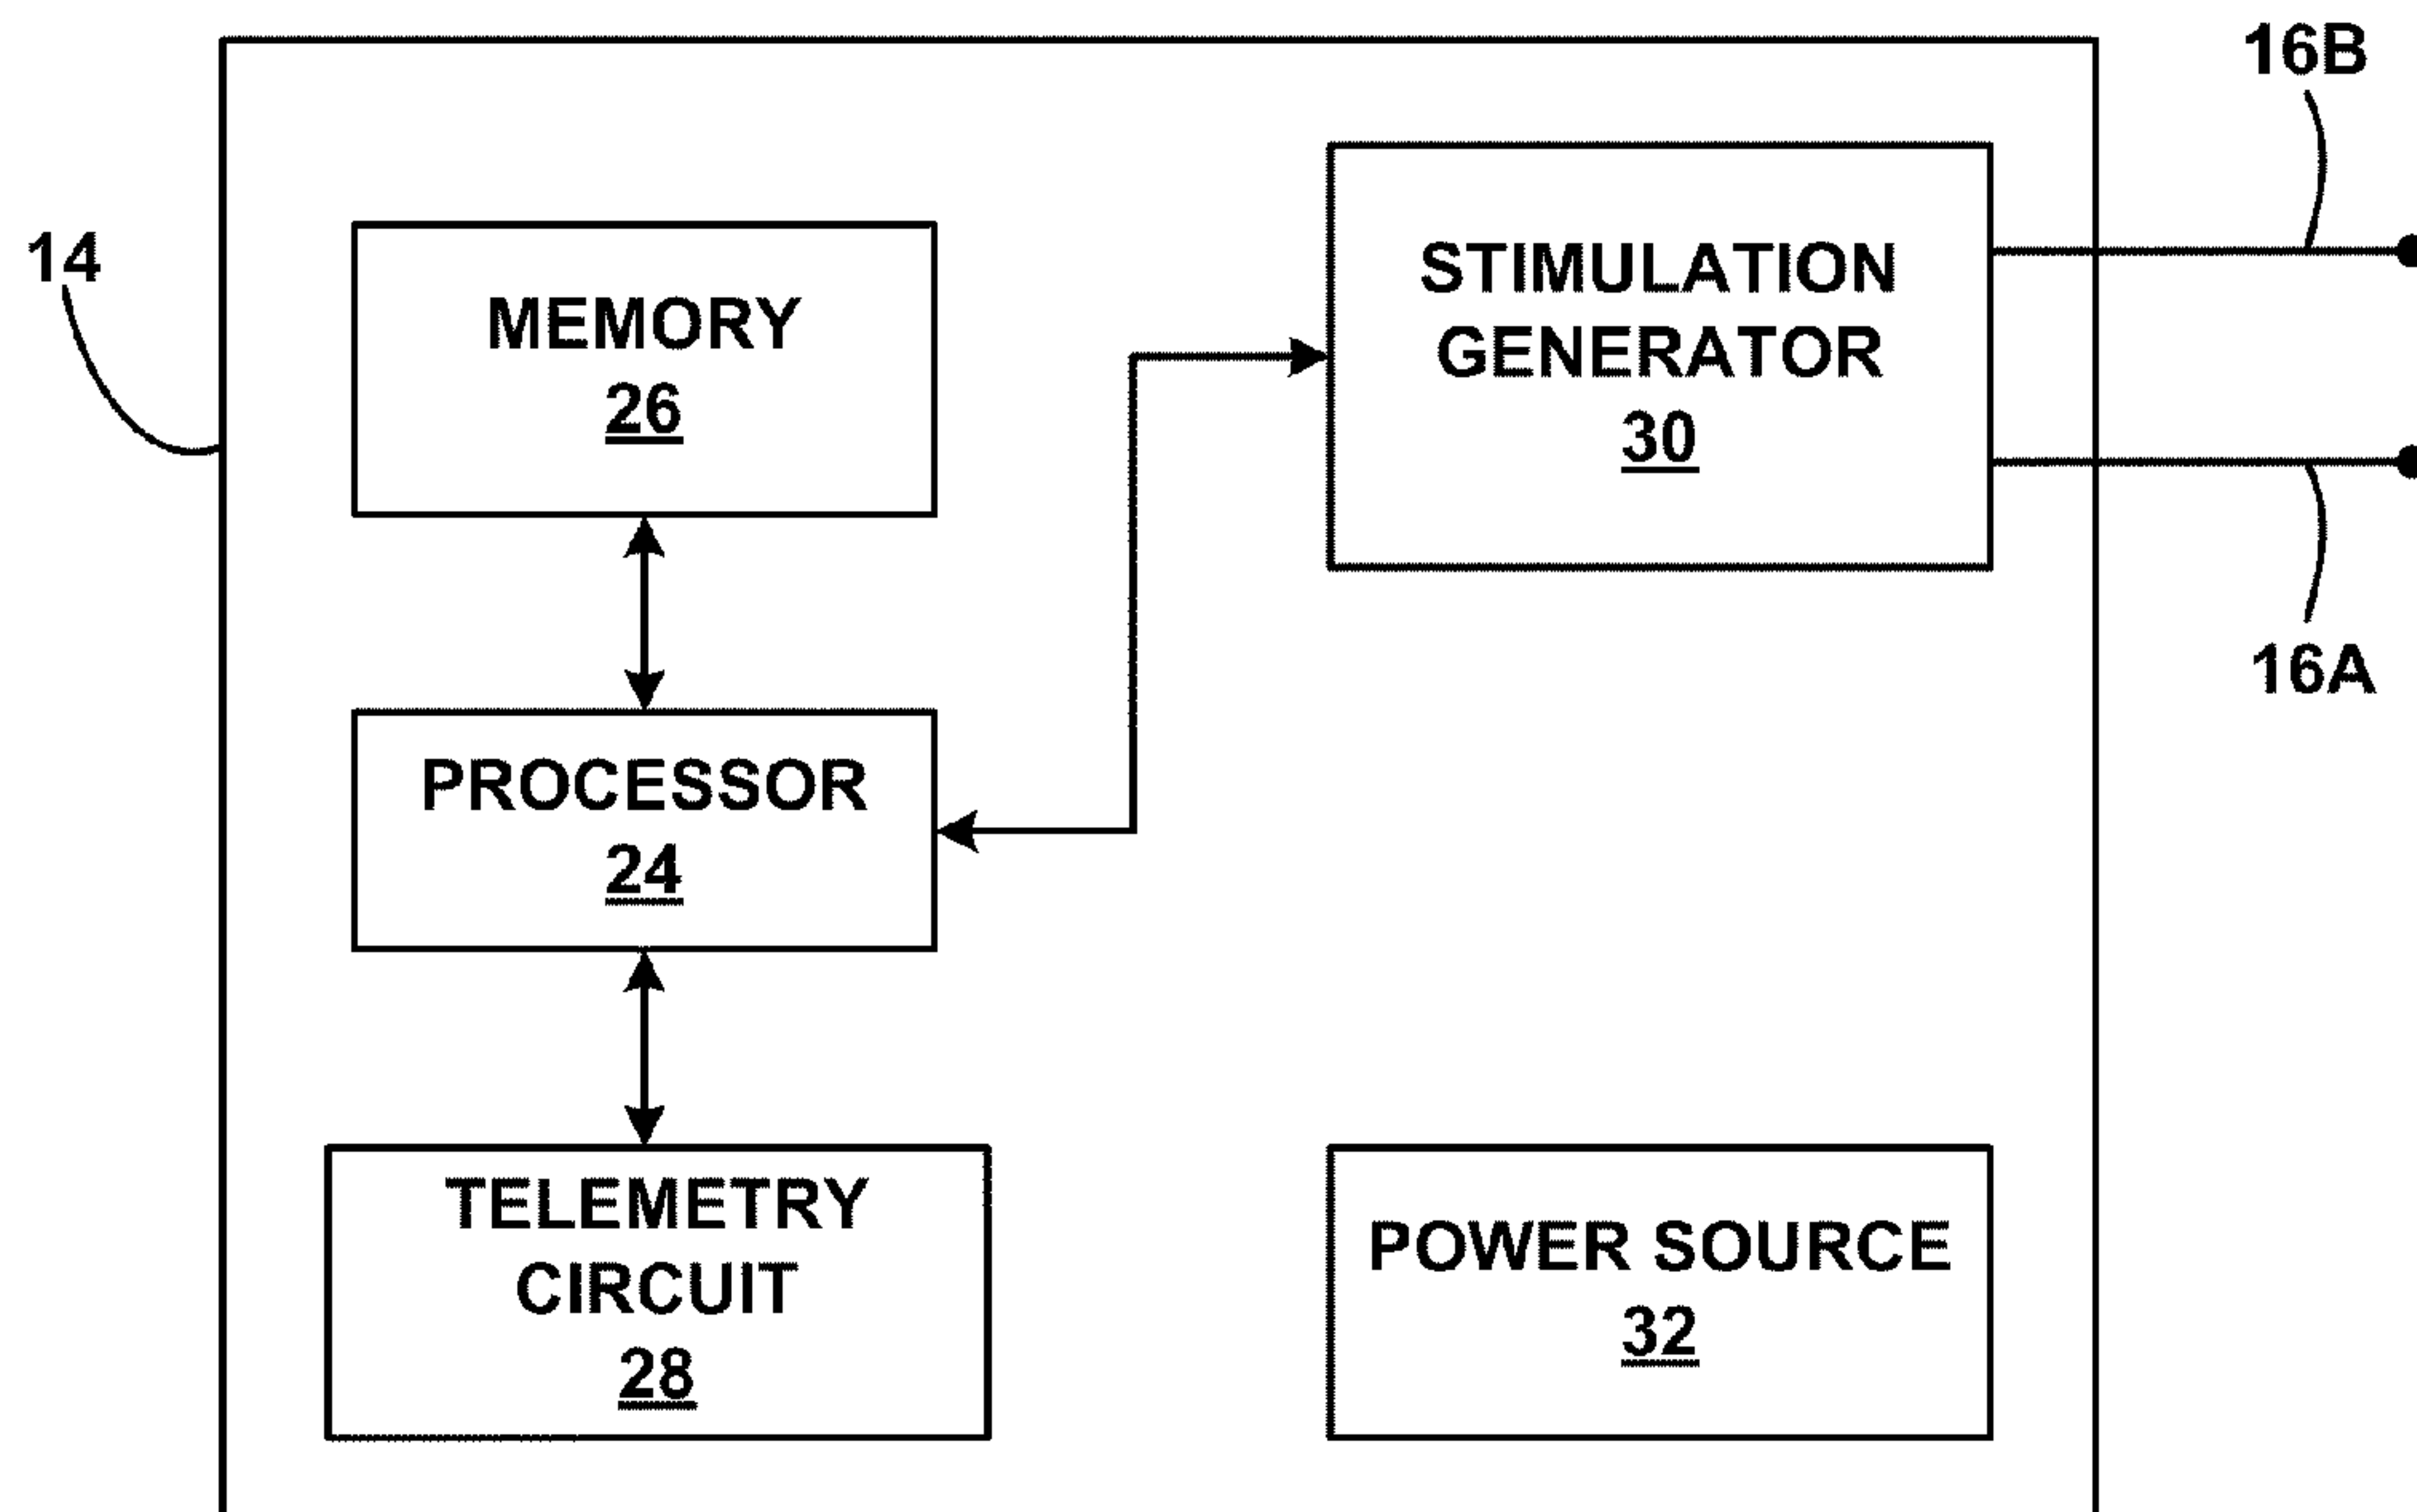 16B
14
MEMORY
26
STIMULATION
GENERATOR
30
16A
PROCESSOR
24
TELEMETRY
CIRCUIT
28
POWER SOURCE
32